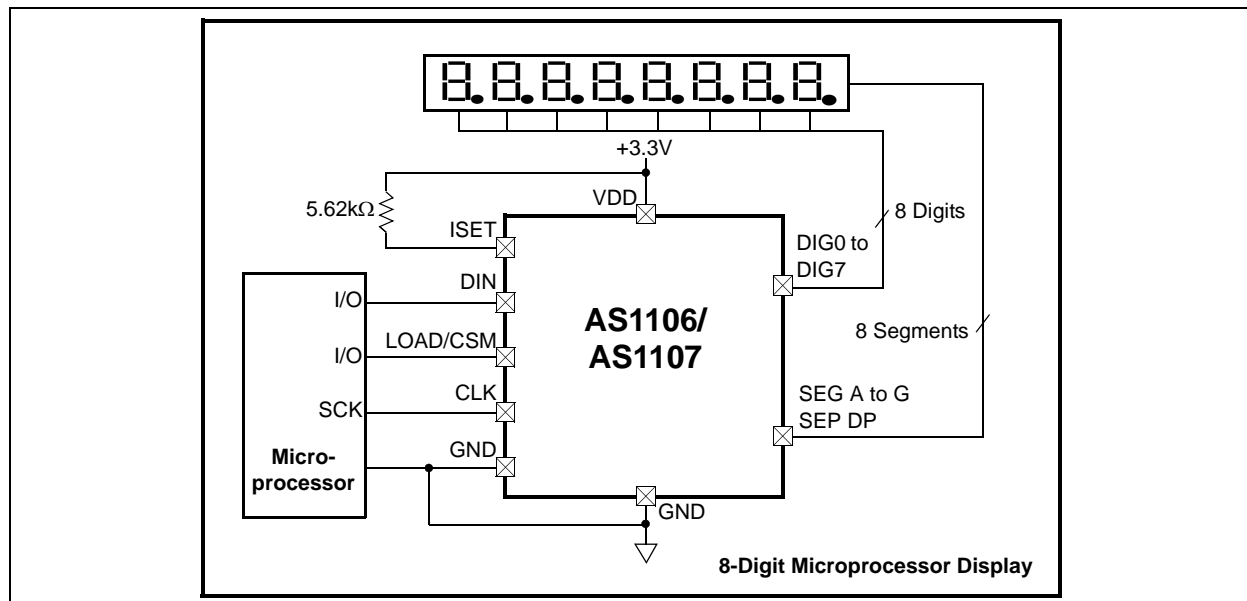 +3.3V
VDD
5.62kΩ
ISET
8 Digits
DIG0 to
DIG7
DIN
I/O
AS1106/
AS1107
LOAD/CSM
I/O
8 Segments
CLK
SCK
SEG A to G
SEP DP
GND
Micro-
processor
GND
8-Digit Microprocessor Display